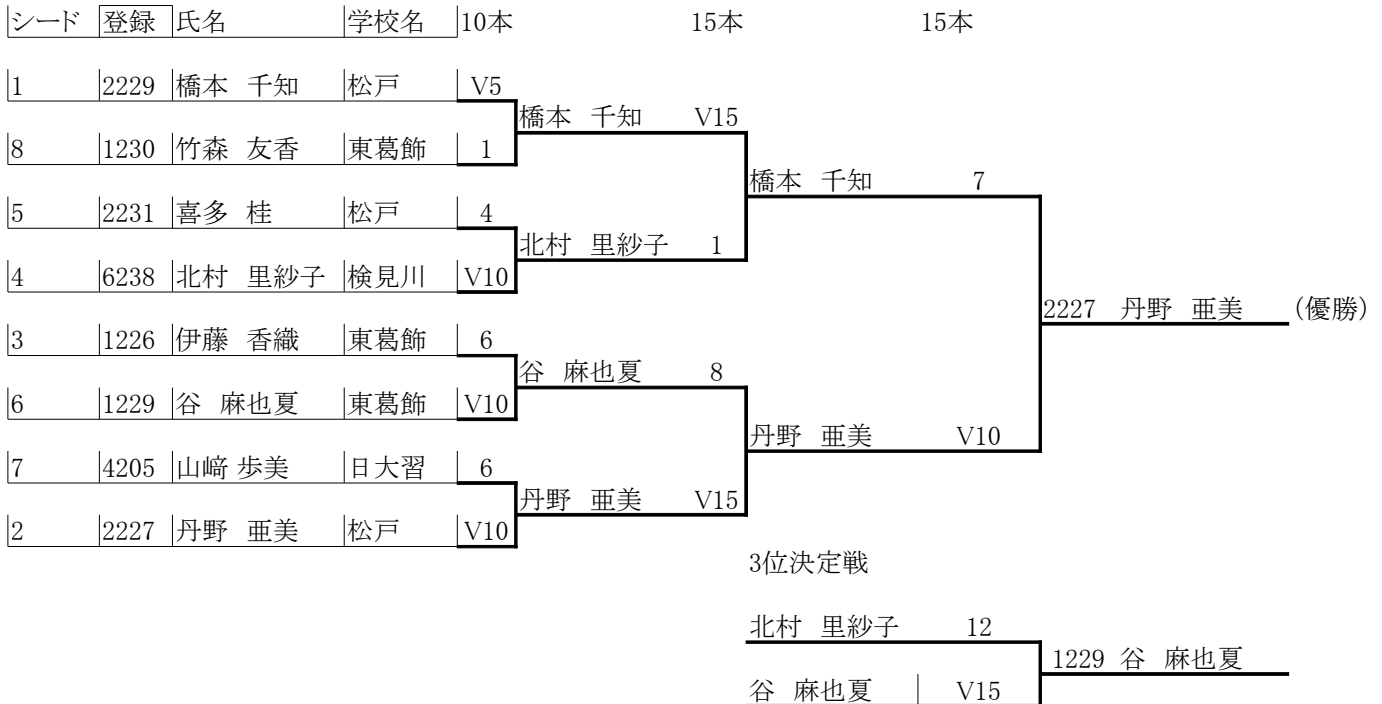 シード 登録 氏名 学校名 10本 15本 15本
1 2229 橋本 千知 松戸 V5
橋本 千知 V15
8 1230 竹森 友香 東葛飾 1
橋本 千知 7
5 2231 喜多 桂 松戸 4
北村 里紗子 1
4 6238 北村 里紗子 検見川 V10
2227 丹野 亜美 (優勝)
3 1226 伊藤 香織 東葛飾 6
谷 麻也夏 8
6 1229 谷 麻也夏 東葛飾 V10
丹野 亜美 V10
7 4205 山﨑 歩美 日大習 6
丹野 亜美 V15
2 2227 丹野 亜美 松戸 V10
3位決定戦
北村 里紗子 12
1229 谷 麻也夏
谷 麻也夏 V15